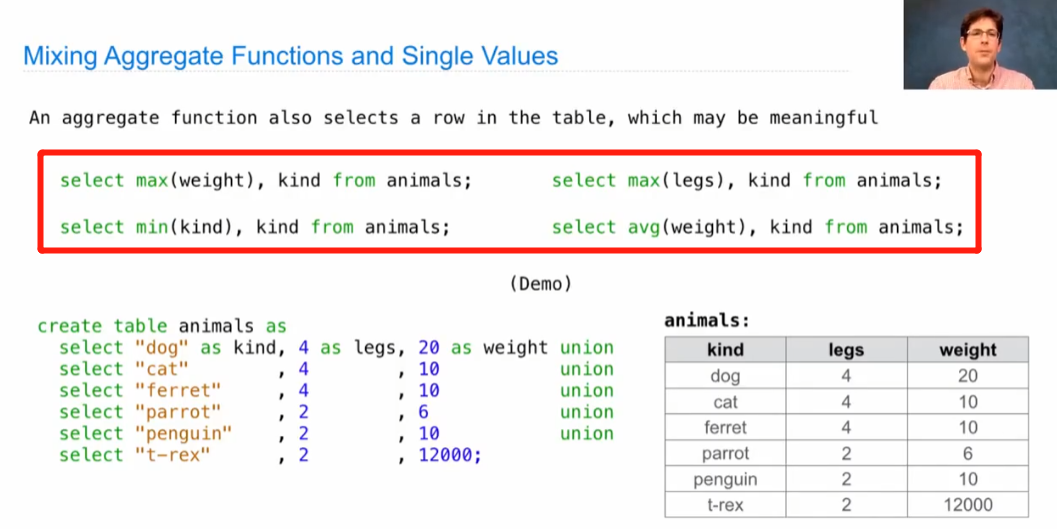 Mixing Aggregate Functions and Single Values
An aggregate function also selects a row in the table, which may be meaningful
select max(weight), kind from animals; select max(legs), kind from animals;
select min(kind), kind from animals; select avg(weight), kind from animals;
(Demo)
create table animals as
select "dog" as kind, 4 as legs, 20 as weight union
select "cat" , 4 , 10 union
select "ferret" , 4 , 10 union
select "parrot" , 2 , 6 union
select "penguin" , 2 , 10 union
select "t-rex" , 2 , 12000;
animals:
kind legs weight
dog 4 20
cat 4 10
ferret 4 10
parrot 2 6
penguin 2 10
t-rex 2 12000